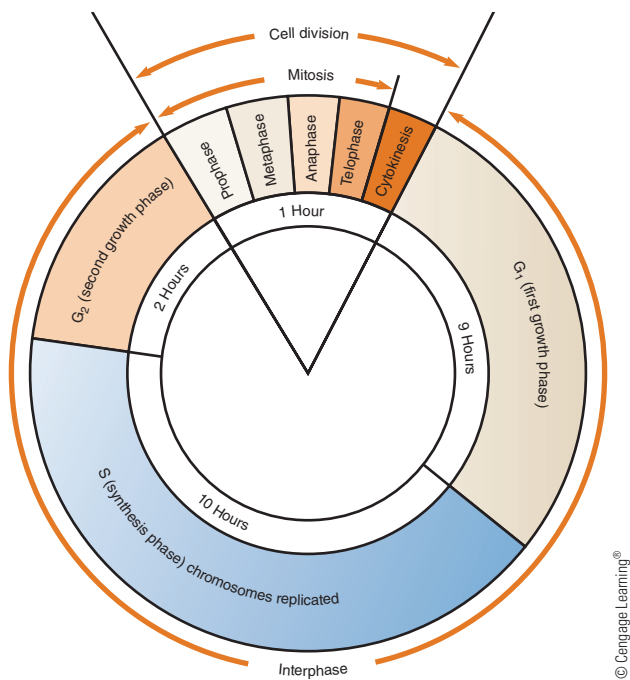 Cell division
Mitosis
Prophase
Metaphase
Anaphase
Telophase
Cytokinesis
1 Hour
G₂ (second growth phase)
2 Hours
G₁ (first growth phase)
9 Hours
10 Hours
S (synthesis phase) chromosomes replicated
Interphase
© Cengage Learning®